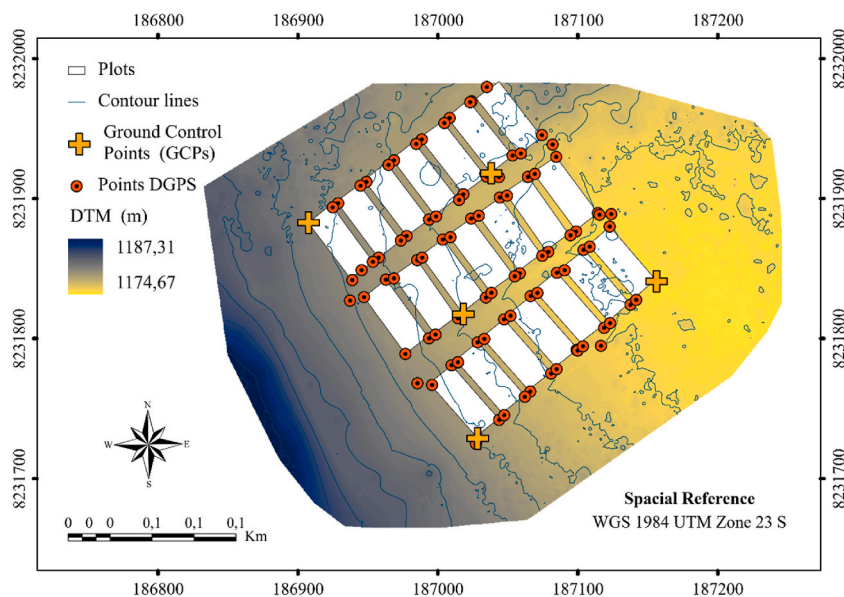 186800 186900 187000 187100 187200
8232000
8232000
Plots
Contour lines
Ground Control
Points (GCPs)
Points DGPS
DTM (m)
1187,31
1174,67
8231900
8231900
8231800
8231800
8231700
8231700
N
W E
S
0 0 0 0,1 0,1 0,1
Km
Spacial Reference
WGS 1984 UTM Zone 23 S
186800 186900 187000 187100 187200